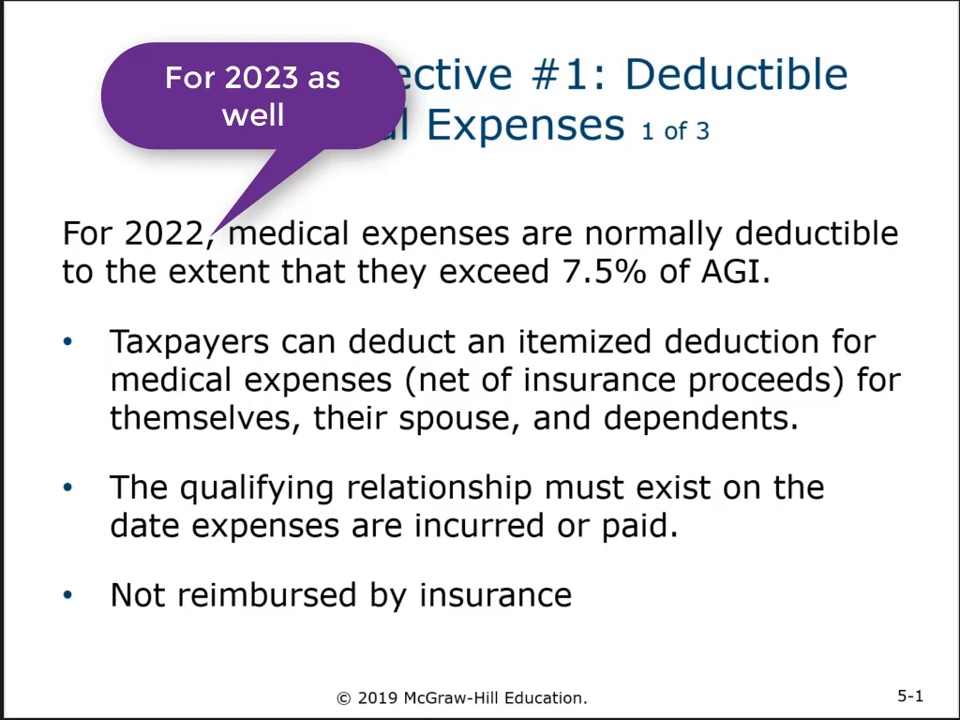 For 2023 as
well
ective #1: Deductible
al Expenses 1 of 3
For 2022, medical expenses are normally deductible
to the extent that they exceed 7.5% of AGI.
• Taxpayers can deduct an itemized deduction for
medical expenses (net of insurance proceeds) for
themselves, their spouse, and dependents.
• The qualifying relationship must exist on the
date expenses are incurred or paid.
• Not reimbursed by insurance
© 2019 McGraw-Hill Education.
5-1